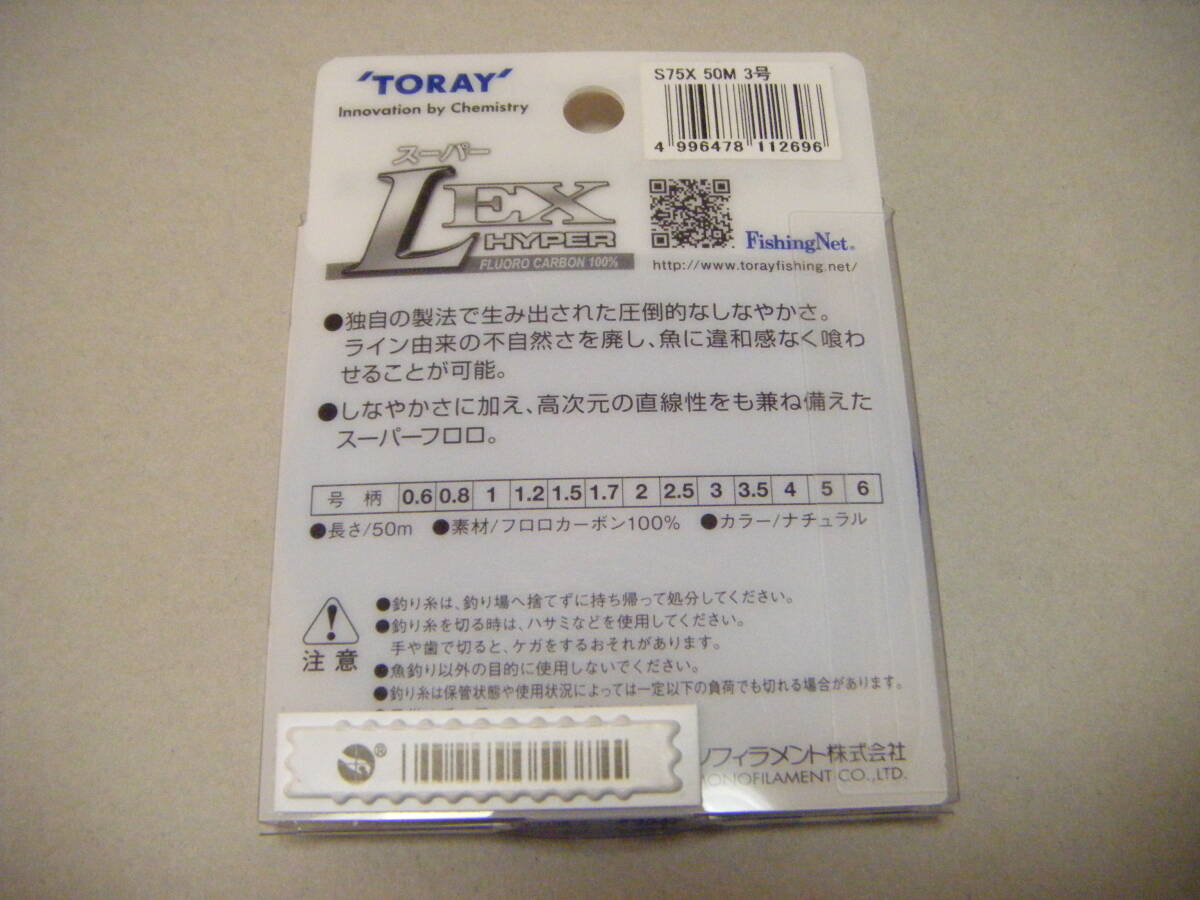 'TORAY'
Innovation by Chemistry
S75X 50M 3号
4 996478 112696
スーパー
LEX
HYPER
FLUORO CARBON 100%
FishingNet®
http://www.torayfishing.net/
●独自の製法で生み出された圧倒的なしなやかさ。
ライン由来の不自然さを廃し、魚に違和感なく喰わ
せることが可能。
●しなやかさに加え、高次元の直線性をも兼ね備えた
スーパーフロロ。
号柄 0.6 0.8 1 1.2 1.5 1.7 2 2.5 3 3.5 4 5 6
●長さ/50m ●素材/フロロカーボン100% ●カラー/ナチュラル
注意
●釣り糸は、釣り場へ捨てずに持ち帰って処分してください。
●釣り糸を切る時は、ハサミなどを使用してください。
手や歯で切ると、ケガをするおそれがあります。
●魚釣り以外の目的に使用しないでください。
●釣り糸は保管状態や使用状況によっては一定以下の負荷でも切れる場合があります。
ノフィラメント株式会社
MONOFILAMENT CO.,LTD.
®